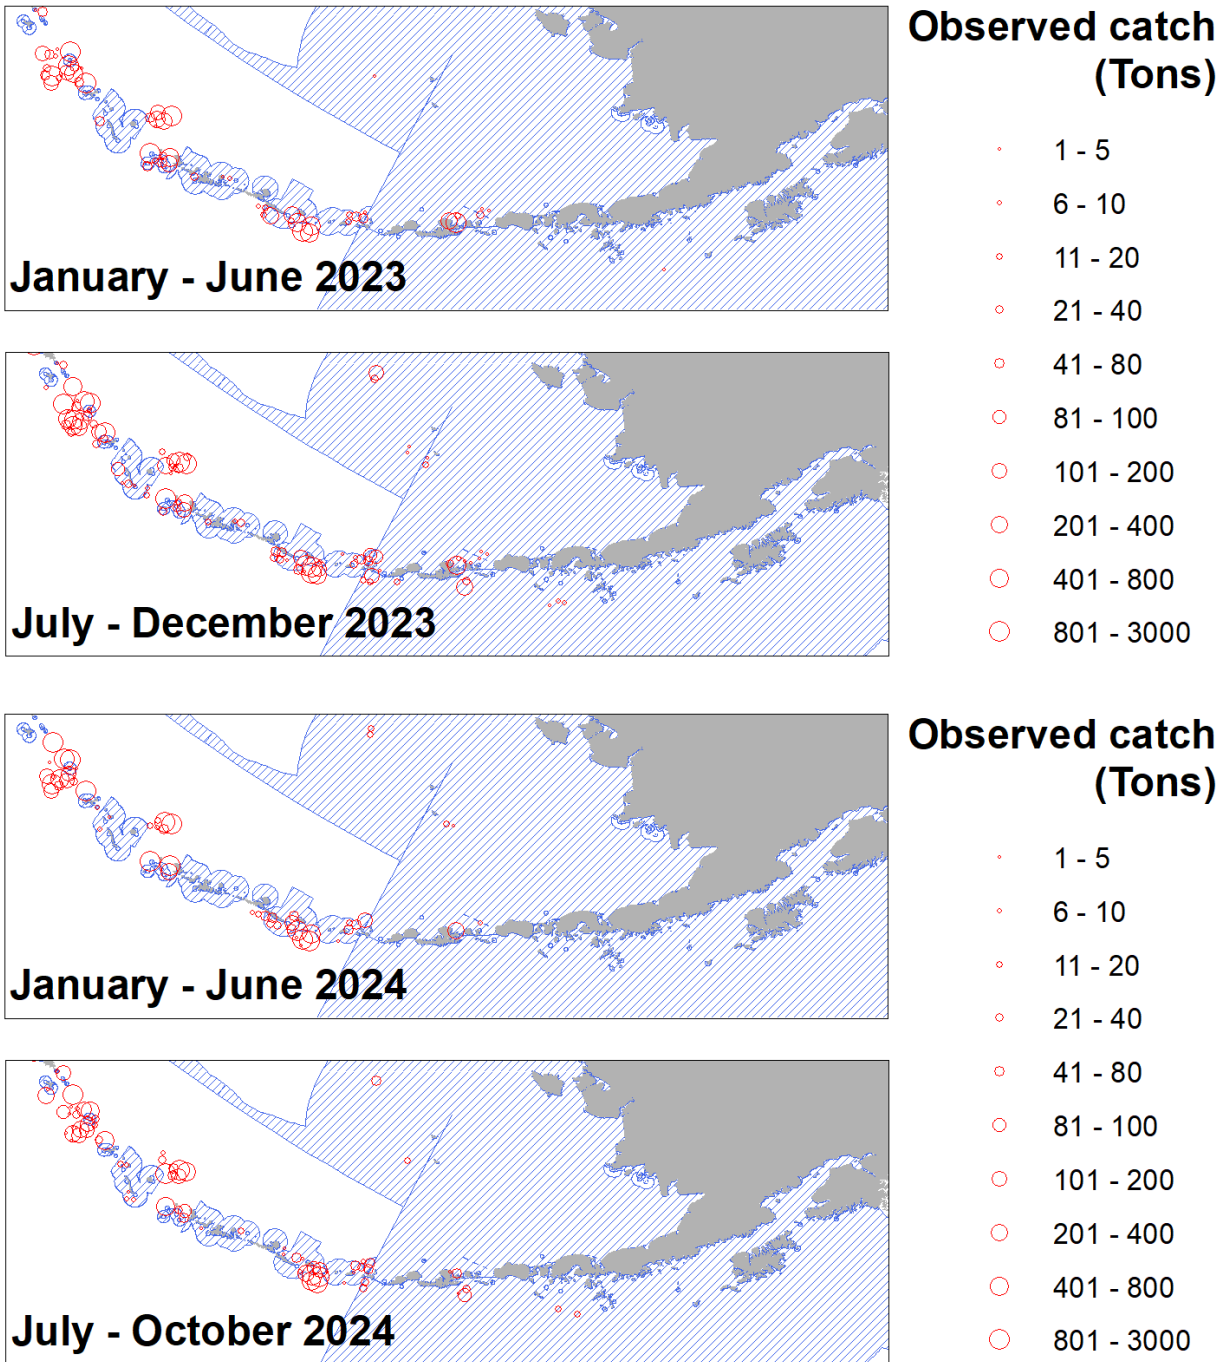 Observed catch
(Tons)
1 - 5
6 - 10
11 - 20
21 - 40
41 - 80
81 - 100
101 - 200
201 - 400
401 - 800
801 - 3000
January - June 2023
July - December 2023
Observed catch
(Tons)
1 - 5
6 - 10
11 - 20
21 - 40
41 - 80
81 - 100
101 - 200
201 - 400
401 - 800
801 - 3000
January - June 2024
July - October 2024